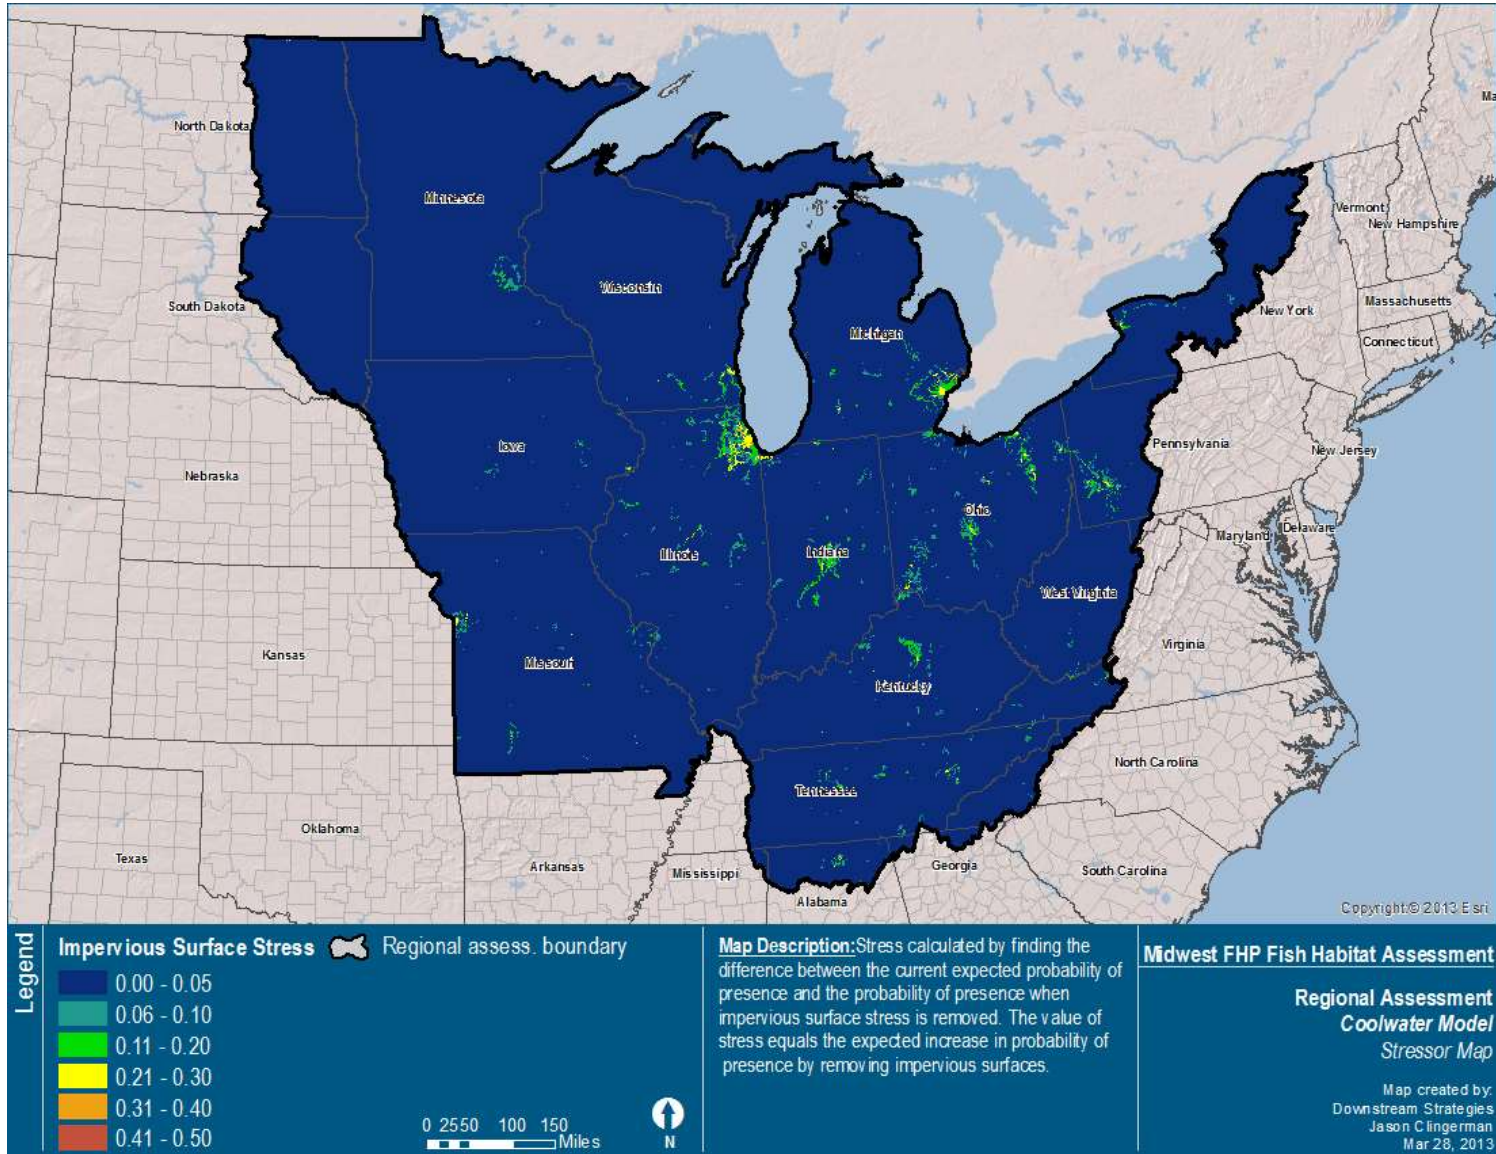 Ma
North Dakota
Minnesota
Vermont
New Hampshire
Wisconsin
South Dakota
Massachusetts
New York
Michigan
Connecticut
Iowa
Pennsylvania
New Jersey
Nebraska
Ohio
Delaware
Maryland
Illinois
Indiana
West Virginia
Virginia
Kansas
Missouri
Kentucky
North Carolina
Tennessee
Oklahoma
Texas
Arkansas
Mississippi
Georgia
South Carolina
Alabama
Copyright:© 2013 Esri
Legend
Impervious Surface Stress
Regional assess. boundary
0.00 - 0.05
0.06 - 0.10
0.11 - 0.20
0.21 - 0.30
0.31 - 0.40
0.41 - 0.50
0 25 50 100 150
Miles
N
Map Description:Stress calculated by finding the
difference between the current expected probability of
presence and the probability of presence when
impervious surface stress is removed. The value of
stress equals the expected increase in probability of
presence by removing impervious surfaces.
Midwest FHP Fish Habitat Assessment
Regional Assessment
Coolwater Model
Stressor Map
Map created by:
Downstream Strategies
Jason Clingerman
Mar 28, 2013